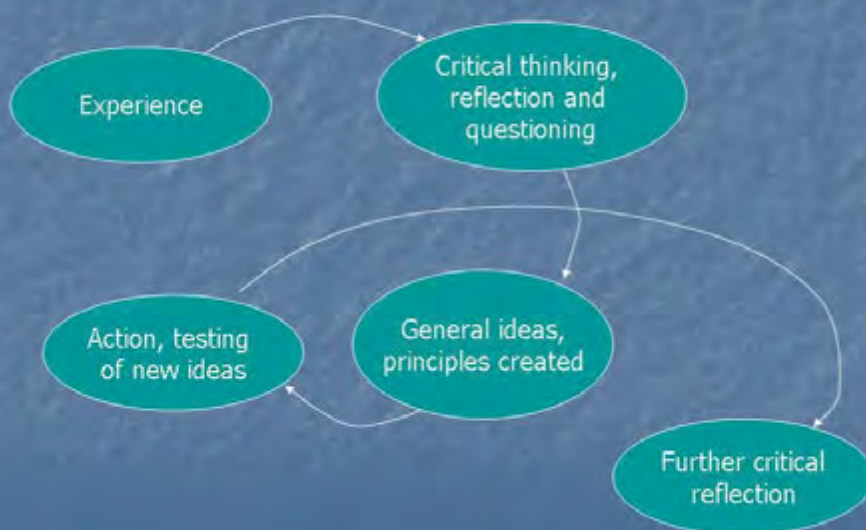 Experience
Critical thinking,
reflection and
questioning
General ideas,
principles created
Action, testing
of new ideas
Further critical
reflection